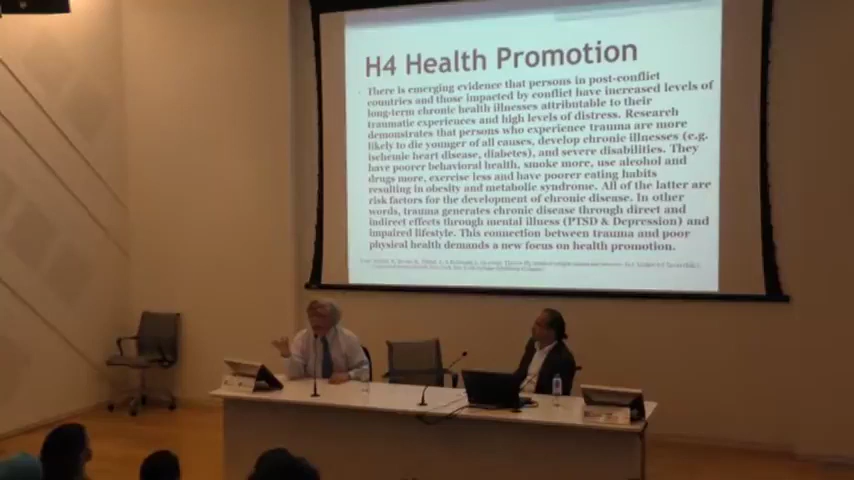 H4 Health Promotion
There is emerging evidence that persons in post-conflict
countries and those impacted by conflict have increased levels of
long-term chronic health illnesses attributable to their
traumatic experiences and high levels of distress. Research
demonstrates that persons who experience trauma are more
likely to die younger of all causes, develop chronic illnesses (e.g.
ischemic heart disease, diabetes), and severe disabilities. They
have poorer behavioral health, smoke more, use alcohol and
drugs more, exercise less and have poorer eating habits
resulting in obesity and metabolic syndrome. All of the latter are
risk factors for the development of chronic disease. In other
words, trauma generates chronic disease through direct and
indirect effects through mental illness (PTSD & Depression) and
impaired lifestyle. This connection between trauma and poor
physical health demands a new focus on health promotion.